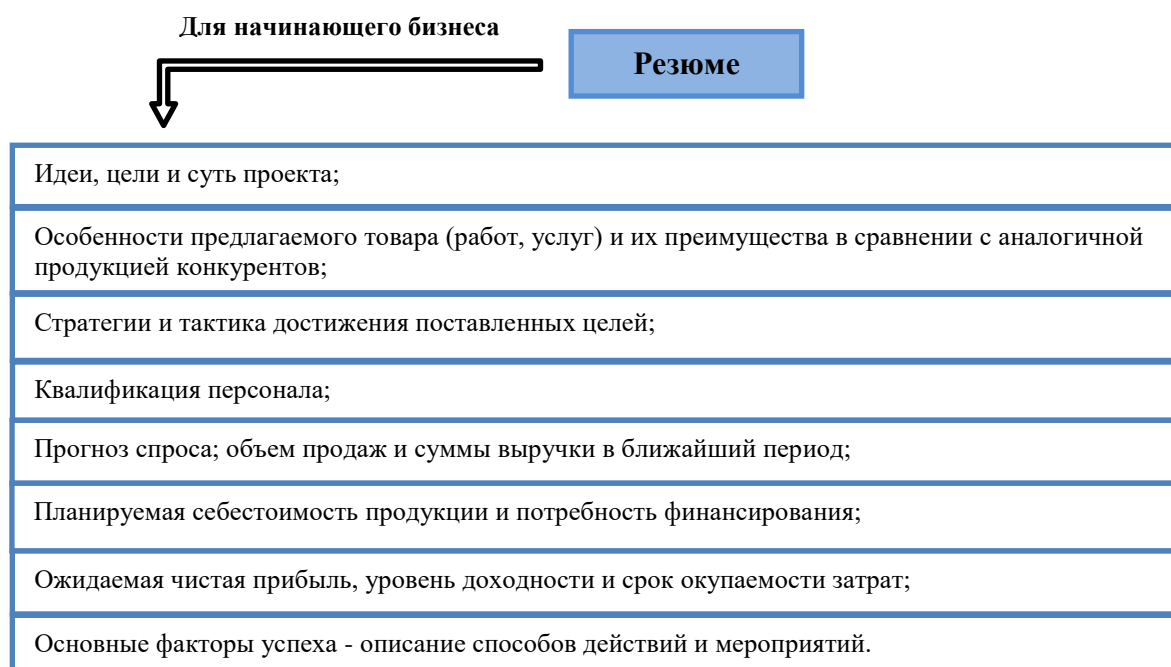 Для начинающего бизнеса
Резюме
Идеи, цели и суть проекта;
Особенности предлагаемого товара (работ, услуг) и их преимущества в сравнении с аналогичной
продукцией конкурентов;
Стратегии и тактика достижения поставленных целей;
Квалификация персонала;
Прогноз спроса; объем продаж и суммы выручки в ближайший период;
Планируемая себестоимость продукции и потребность финансирования;
Ожидаемая чистая прибыль, уровень доходности и срок окупаемости затрат;
Основные факторы успеха - описание способов действий и мероприятий.